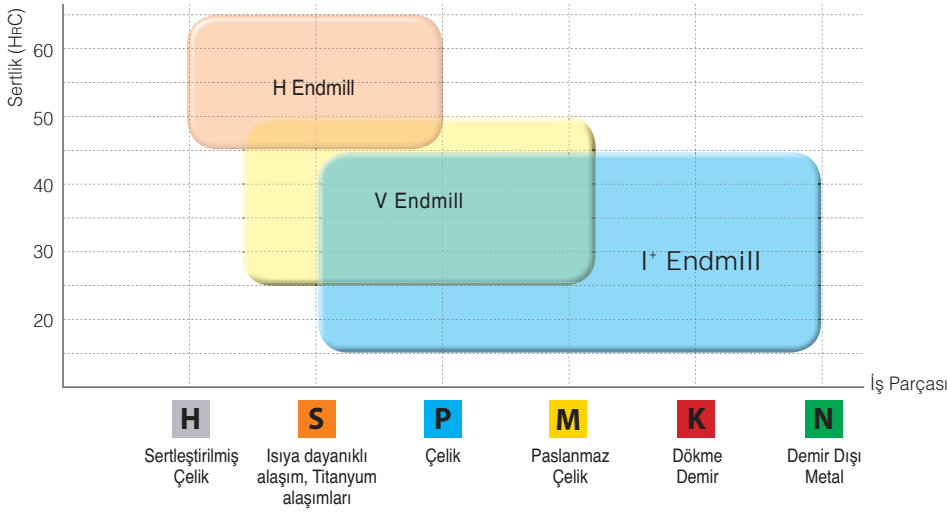 Sertlik (HRC)
60
50
40
30
20
H Endmill
V Endmill
I⁺ Endmill
İş Parçası
H
Sertleştirilmiş
Çelik
S
Isıya dayanıklı
alaşım, Titanyum
alaşımları
P
Çelik
M
Paslanmaz
Çelik
K
Dökme
Demir
N
Demir Dışı
Metal